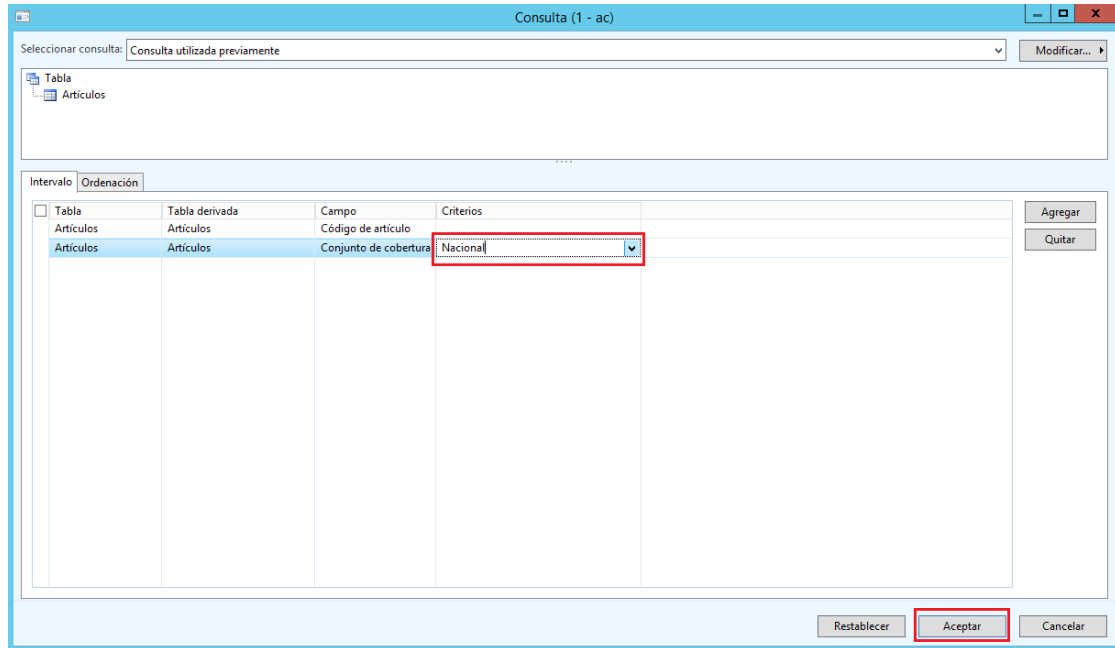 Consulta (1 - ac)
Seleccionar consulta: Consulta utilizada previamente Modificar...
Tabla
Artículos
Intervalo Ordenación
Tabla Tabla derivada Campo Criterios Agregar
Artículos Artículos Código de artículo
Artículos Artículos Conjunto de cobertura Nacional Quitar
Restablecer Aceptar Cancelar